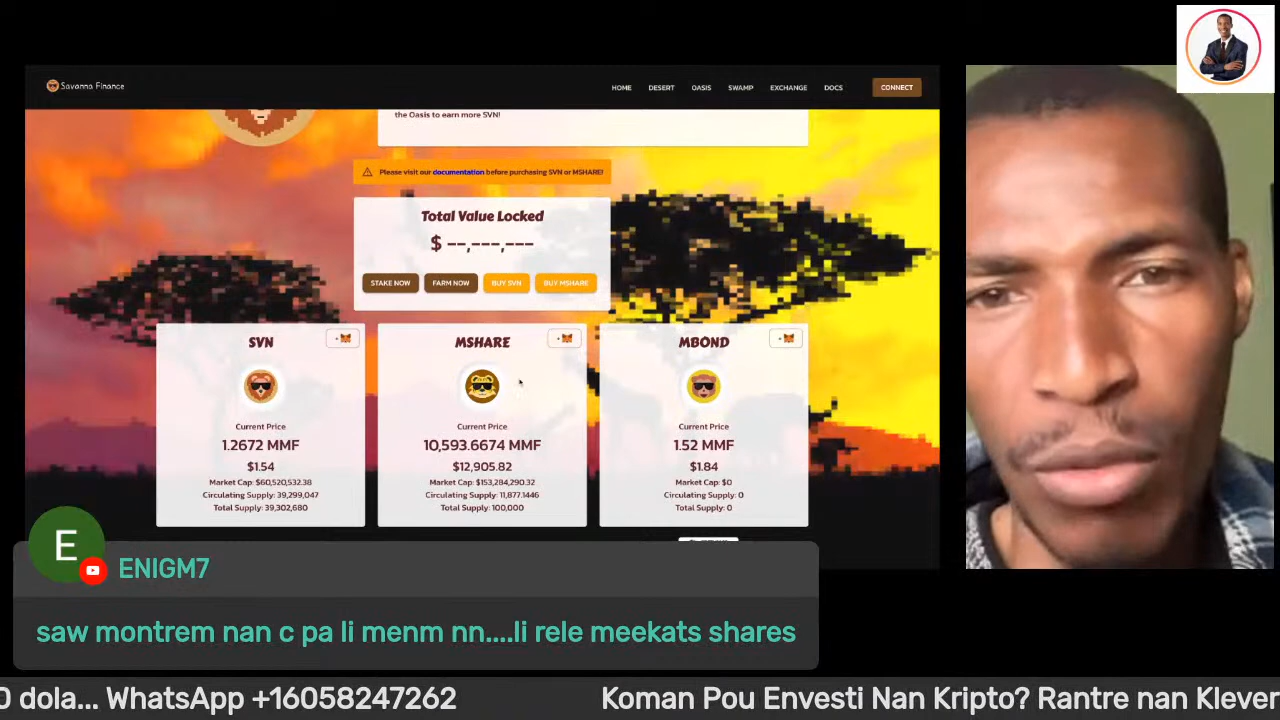 Savanna Finance
HOME DESERT OASIS SWAMP EXCHANGE DOCS CONNECT
the Oasis to earn more SVN!
Please visit our documentation before purchasing SVN or MSHARE!
Total Value Locked
$ --,---,---
STAKE NOW FARM NOW BUY SVN BUY MSHARE
SVN
Current Price
1.2672 MMF
$1.54
Market Cap: $60,520,532.38
Circulating Supply: 39,299,047
Total Supply: 39,302,680
MSHARE
Current Price
10,593.6674 MMF
$12,905.82
Market Cap: $153,284,290.32
Circulating Supply: 11,877.1446
Total Supply: 100,000
MBOND
Current Price
1.52 MMF
$1.84
Market Cap: $0
Circulating Supply: 0
Total Supply: 0
E
ENIGM7
saw montrem nan c pa li menm nn....li rele meekats shares
0 dola... WhatsApp +16058247262 Koman Pou Envesti Nan Kripto? Rantre nan Klever